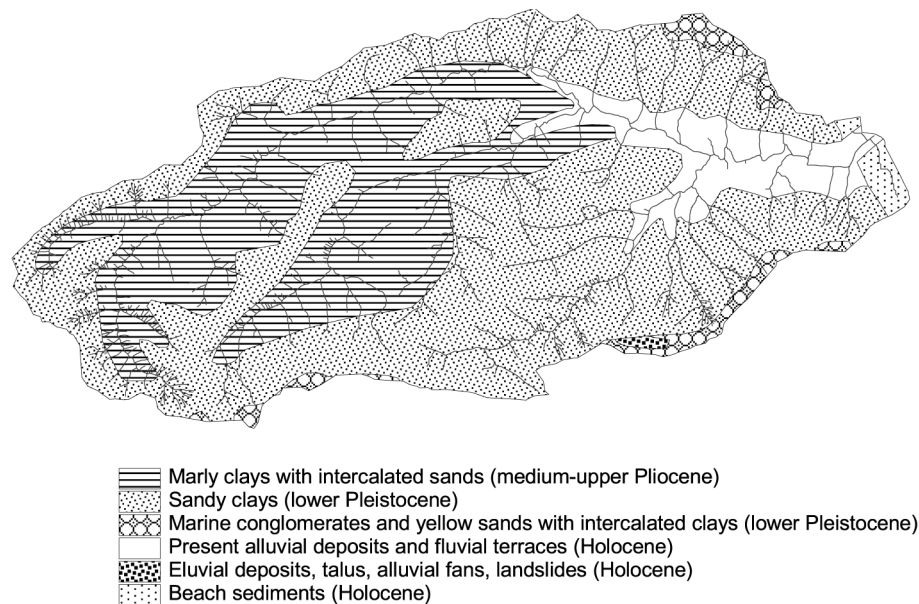 Marly clays with intercalated sands (medium-upper Pliocene)
Sandy clays (lower Pleistocene)
Marine conglomerates and yellow sands with intercalated clays (lower Pleistocene)
Present alluvial deposits and fluvial terraces (Holocene)
Eluvial deposits, talus, alluvial fans, landslides (Holocene)
Beach sediments (Holocene)